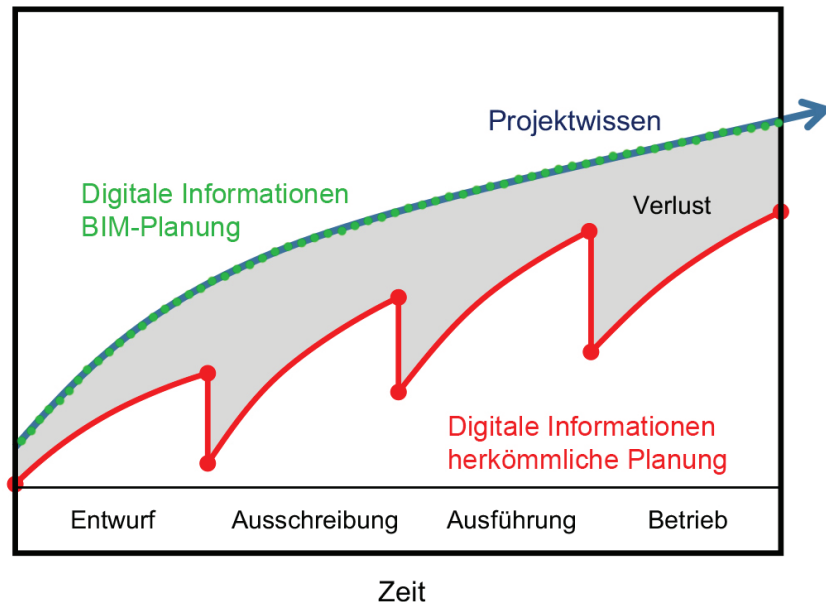 Projektwissen
Digitale Informationen
BIM-Planung
Verlust
Digitale Informationen
herkömmliche Planung
Entwurf
Ausschreibung
Ausführung
Betrieb
Zeit